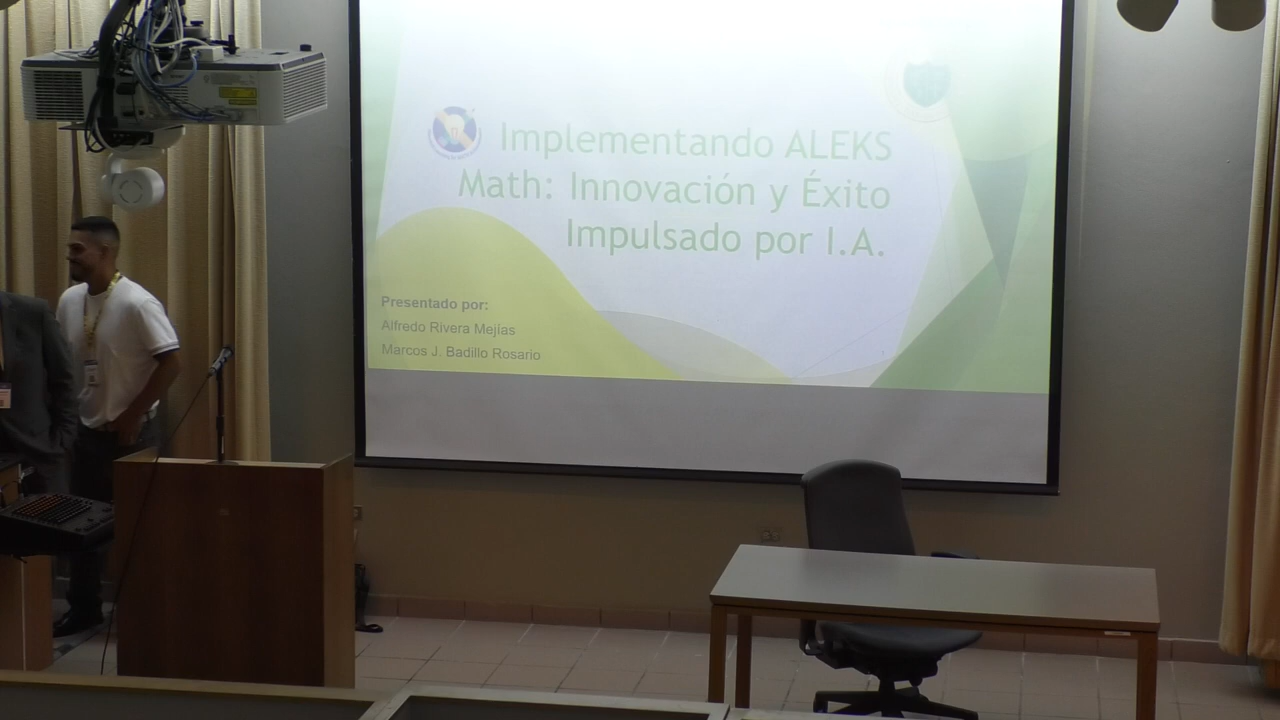 Implementando ALEKS
Math: Innovación y Éxito
Impulsado por I.A.
Presentado por:
Alfredo Rivera Mejías
Marcos J. Badillo Rosario